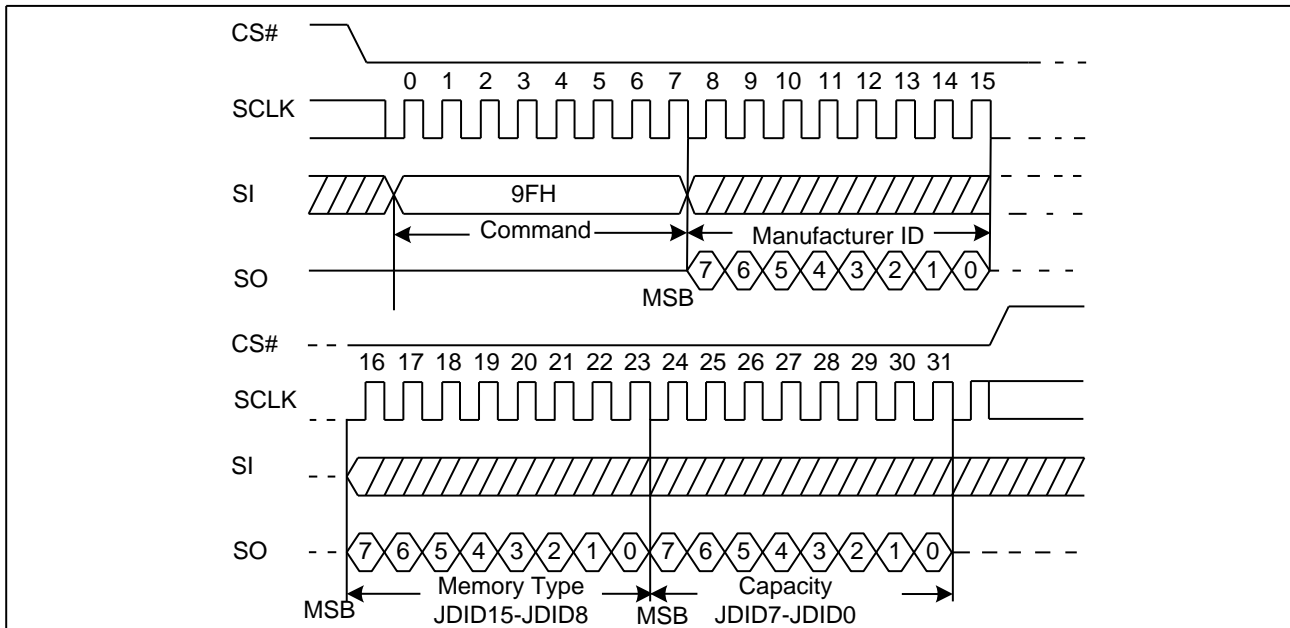 CS#
0 1 2 3 4 5 6 7 8 9 10 11 12 13 14 15
SCLK
SI 9FH
Command Manufacturer ID
SO 7 6 5 4 3 2 1 0
MSB
CS#
16 17 18 19 20 21 22 23 24 25 26 27 28 29 30 31
SCLK
SI
SO 7 6 5 4 3 2 1 0 7 6 5 4 3 2 1 0
Memory Type Capacity
MSB JDID15-JDID8 MSB JDID7-JDID0